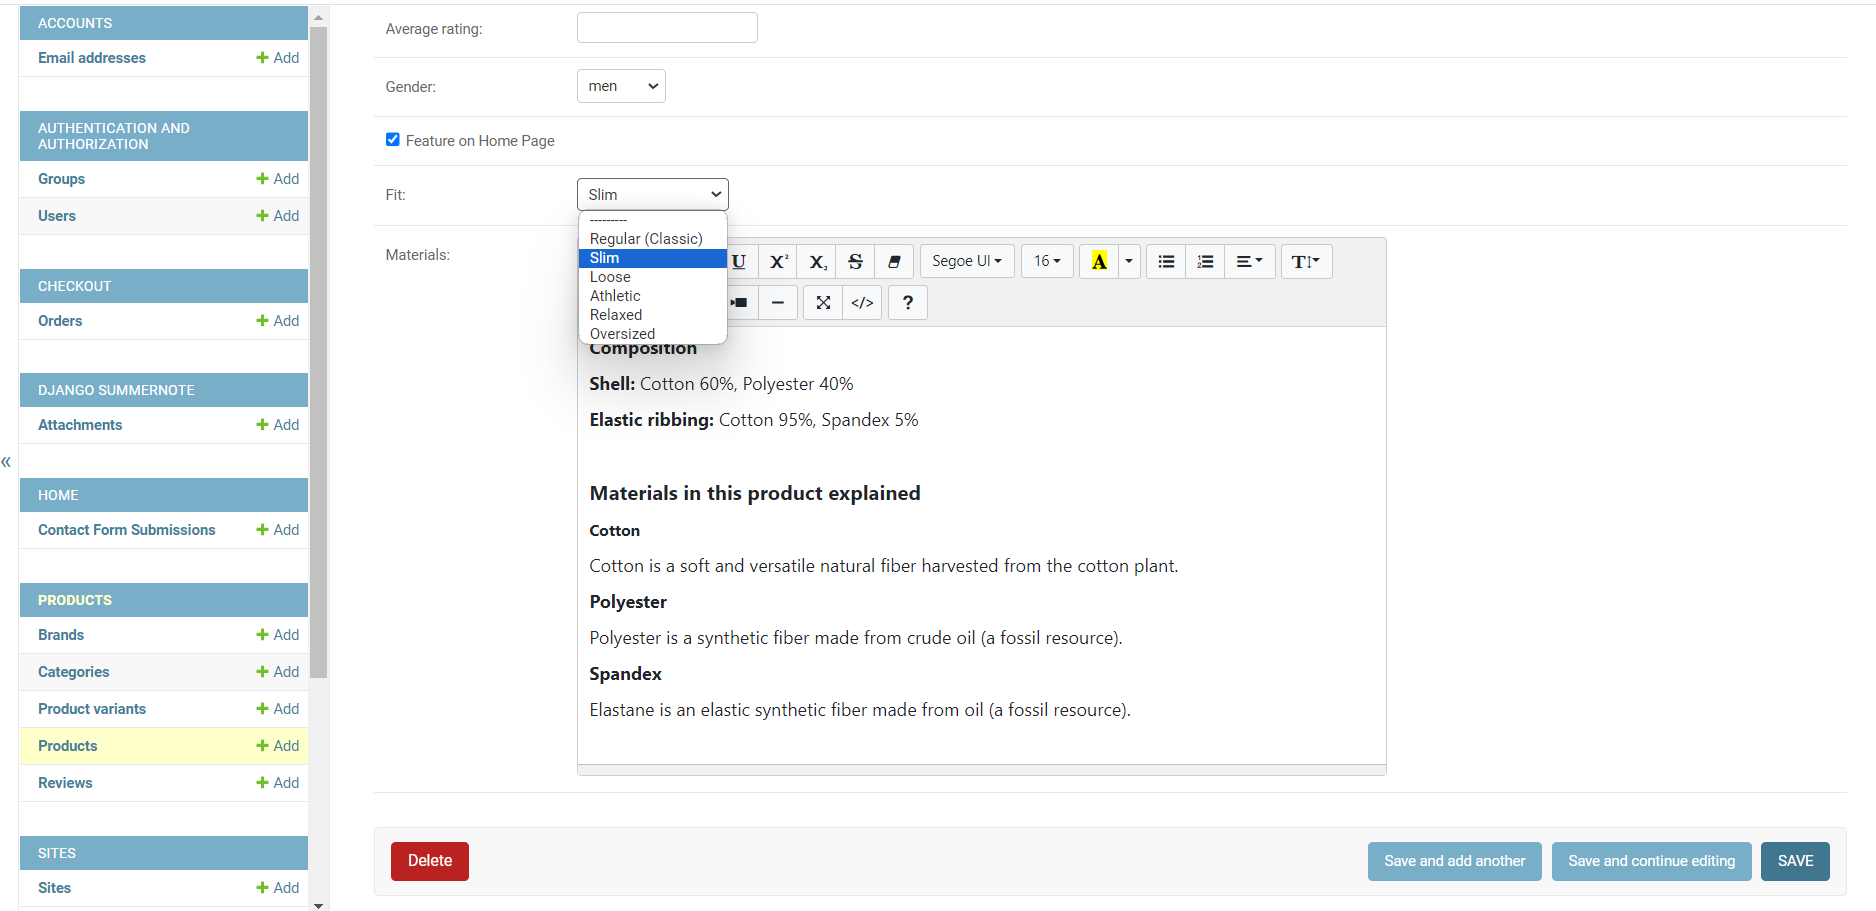 ACCOUNTS
Email addresses + Add
AUTHENTICATION AND
AUTHORIZATION
Groups + Add
Users + Add
CHECKOUT
Orders + Add
DJANGO SUMMERNOTE
Attachments + Add
«
HOME
Contact Form Submissions + Add
PRODUCTS
Brands + Add
Categories + Add
Product variants + Add
Products + Add
Reviews + Add
SITES
Sites + Add
Average rating:
Gender: men
Feature on Home Page
Fit: Slim
---------
Regular (Classic)
Slim
Loose
Athletic
Relaxed
Oversized
Materials:
U X² X₂ S Segoe UI 16 A T
</> ?
Composition
Shell: Cotton 60%, Polyester 40%
Elastic ribbing: Cotton 95%, Spandex 5%
Materials in this product explained
Cotton
Cotton is a soft and versatile natural fiber harvested from the cotton plant.
Polyester
Polyester is a synthetic fiber made from crude oil (a fossil resource).
Spandex
Elastane is an elastic synthetic fiber made from oil (a fossil resource).
Delete Save and add another Save and continue editing SAVE